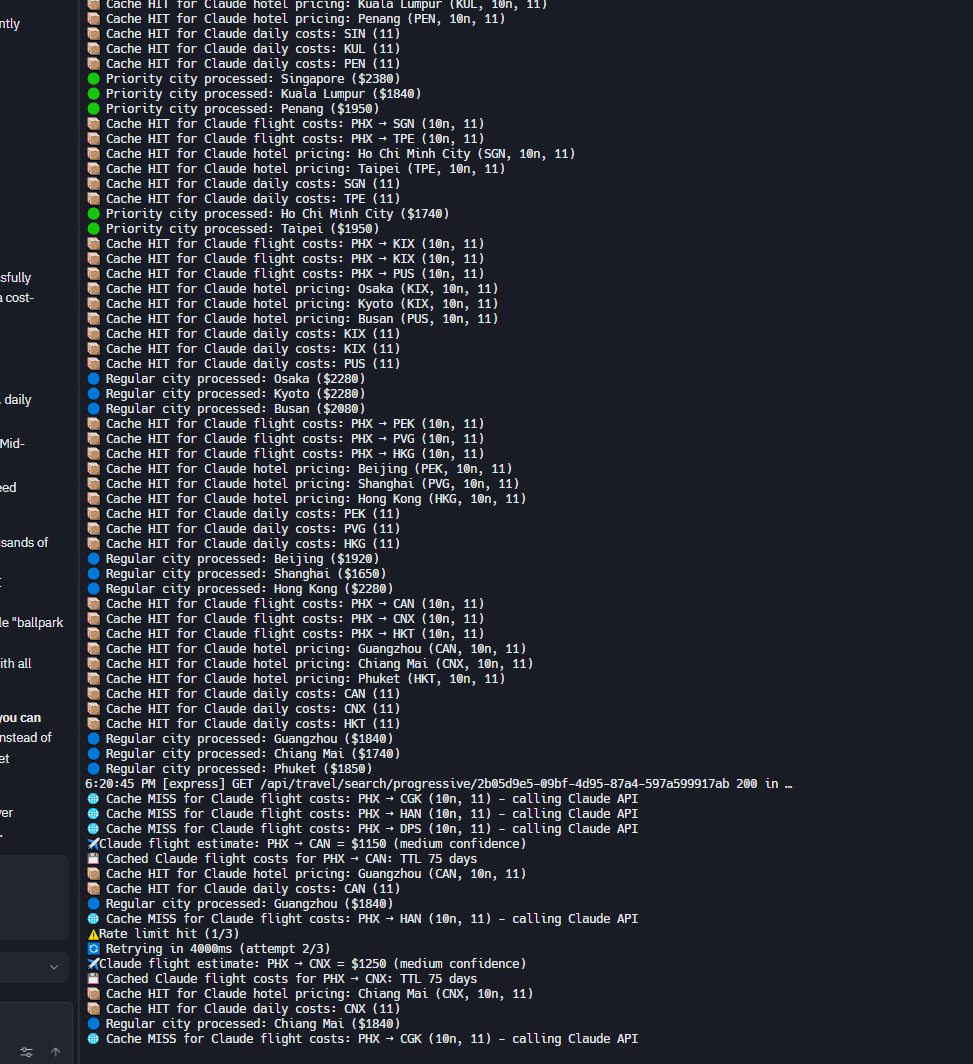 ntly
sfully
a cost-
. daily
Mid-
eed
sands of
le "ballpark
ith all
you can
nstead of
et
ver
Cache HIT for Claude hotel pricing: Kuala Lumpur (KUL, 10n, 11)
Cache HIT for Claude hotel pricing: Penang (PEN, 10n, 11)
Cache HIT for Claude daily costs: SIN (11)
Cache HIT for Claude daily costs: KUL (11)
Cache HIT for Claude daily costs: PEN (11)
Priority city processed: Singapore ($2380)
Priority city processed: Kuala Lumpur ($1840)
Priority city processed: Penang ($1950)
Cache HIT for Claude flight costs: PHX → SGN (10n, 11)
Cache HIT for Claude flight costs: PHX → TPE (10n, 11)
Cache HIT for Claude hotel pricing: Ho Chi Minh City (SGN, 10n, 11)
Cache HIT for Claude hotel pricing: Taipei (TPE, 10n, 11)
Cache HIT for Claude daily costs: SGN (11)
Cache HIT for Claude daily costs: TPE (11)
Priority city processed: Ho Chi Minh City ($1740)
Priority city processed: Taipei ($1950)
Cache HIT for Claude flight costs: PHX → KIX (10n, 11)
Cache HIT for Claude flight costs: PHX → KIX (10n, 11)
Cache HIT for Claude flight costs: PHX → PUS (10n, 11)
Cache HIT for Claude hotel pricing: Osaka (KIX, 10n, 11)
Cache HIT for Claude hotel pricing: Kyoto (KIX, 10n, 11)
Cache HIT for Claude hotel pricing: Busan (PUS, 10n, 11)
Cache HIT for Claude daily costs: KIX (11)
Cache HIT for Claude daily costs: KIX (11)
Cache HIT for Claude daily costs: PUS (11)
Regular city processed: Osaka ($2280)
Regular city processed: Kyoto ($2280)
Regular city processed: Busan ($2080)
Cache HIT for Claude flight costs: PHX → PEK (10n, 11)
Cache HIT for Claude flight costs: PHX → PVG (10n, 11)
Cache HIT for Claude flight costs: PHX → HKG (10n, 11)
Cache HIT for Claude hotel pricing: Beijing (PEK, 10n, 11)
Cache HIT for Claude hotel pricing: Shanghai (PVG, 10n, 11)
Cache HIT for Claude hotel pricing: Hong Kong (HKG, 10n, 11)
Cache HIT for Claude daily costs: PEK (11)
Cache HIT for Claude daily costs: PVG (11)
Cache HIT for Claude daily costs: HKG (11)
Regular city processed: Beijing ($1920)
Regular city processed: Shanghai ($1650)
Regular city processed: Hong Kong ($2280)
Cache HIT for Claude flight costs: PHX → CAN (10n, 11)
Cache HIT for Claude flight costs: PHX → CNX (10n, 11)
Cache HIT for Claude flight costs: PHX → HKT (10n, 11)
Cache HIT for Claude hotel pricing: Guangzhou (CAN, 10n, 11)
Cache HIT for Claude hotel pricing: Chiang Mai (CNX, 10n, 11)
Cache HIT for Claude hotel pricing: Phuket (HKT, 10n, 11)
Cache HIT for Claude daily costs: CAN (11)
Cache HIT for Claude daily costs: CNX (11)
Cache HIT for Claude daily costs: HKT (11)
Regular city processed: Guangzhou ($1840)
Regular city processed: Chiang Mai ($1740)
Regular city processed: Phuket ($1850)
6:20:45 PM [express] GET /api/travel/search/progressive/2b05d9e5-09bf-4d95-87a4-597a599917ab 200 in …
Cache MISS for Claude flight costs: PHX → CGK (10n, 11) – calling Claude API
Cache MISS for Claude flight costs: PHX → HAN (10n, 11) – calling Claude API
Cache MISS for Claude flight costs: PHX → DPS (10n, 11) – calling Claude API
Claude flight estimate: PHX → CAN = $1150 (medium confidence)
Cached Claude flight costs for PHX → CAN: TTL 75 days
Cache HIT for Claude hotel pricing: Guangzhou (CAN, 10n, 11)
Cache HIT for Claude daily costs: CAN (11)
Regular city processed: Guangzhou ($1840)
Cache MISS for Claude flight costs: PHX → HAN (10n, 11) – calling Claude API
Rate limit hit (1/3)
Retrying in 4000ms (attempt 2/3)
Claude flight estimate: PHX → CNX = $1250 (medium confidence)
Cached Claude flight costs for PHX → CNX: TTL 75 days
Cache HIT for Claude hotel pricing: Chiang Mai (CNX, 10n, 11)
Cache HIT for Claude daily costs: CNX (11)
Regular city processed: Chiang Mai ($1840)
Cache MISS for Claude flight costs: PHX → CGK (10n, 11) – calling Claude API